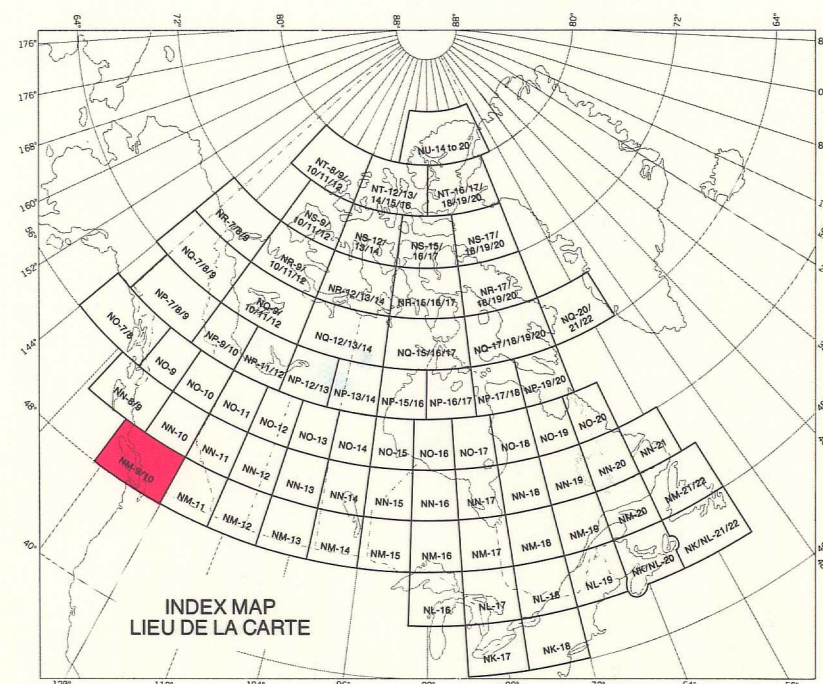 64°
72°
80°
88°
88°
80°
72°
64°
176°
176°
168°
160°
152°
144°
48°
40°
NU-14 to 20
NT-8/9/
10/11/12
NT-12/13/
14/15/16
NT-16/17/
18/19/20
NS-9/
10/11/12
NS-12/
13/14
NS-15/
16/17
NS-17/
18/19/20
NR-7/8/9
NR-9/
10/11/12
NR-12/13/14
NR-15/16/17
NR-17/
18/19/20
NQ-7/8/9
NQ-9/
10/11/12
NQ-12/13/14
NQ-15/16/17
NQ-17/18/19/20
NQ-20/
21/22
NP-7/8/9
NP-9/10
NP-11/12
NP-12/13
NP-13/14
NP-15/16
NP-16/17
NP-17/18
NP-19/20
NO-7/8
NO-9
NO-10
NO-11
NO-12
NO-13
NO-14
NO-15
NO-16
NO-17
NO-18
NO-19
NO-20
NN-8/9
NN-10
NN-11
NN-12
NN-13
NN-14
NN-15
NN-16
NN-17
NN-18
NN-19
NN-20
NN-21
NM-9/10
NM-11
NM-12
NM-13
NM-14
NM-15
NM-16
NM-17
NM-18
NM-19
NM-20
NM-21/22
NL-16
NL-17
NL-18
NL-19
NK/NL-20
NK/NL-21/22
NK-17
NK-18
INDEX MAP
LIEU DE LA CARTE